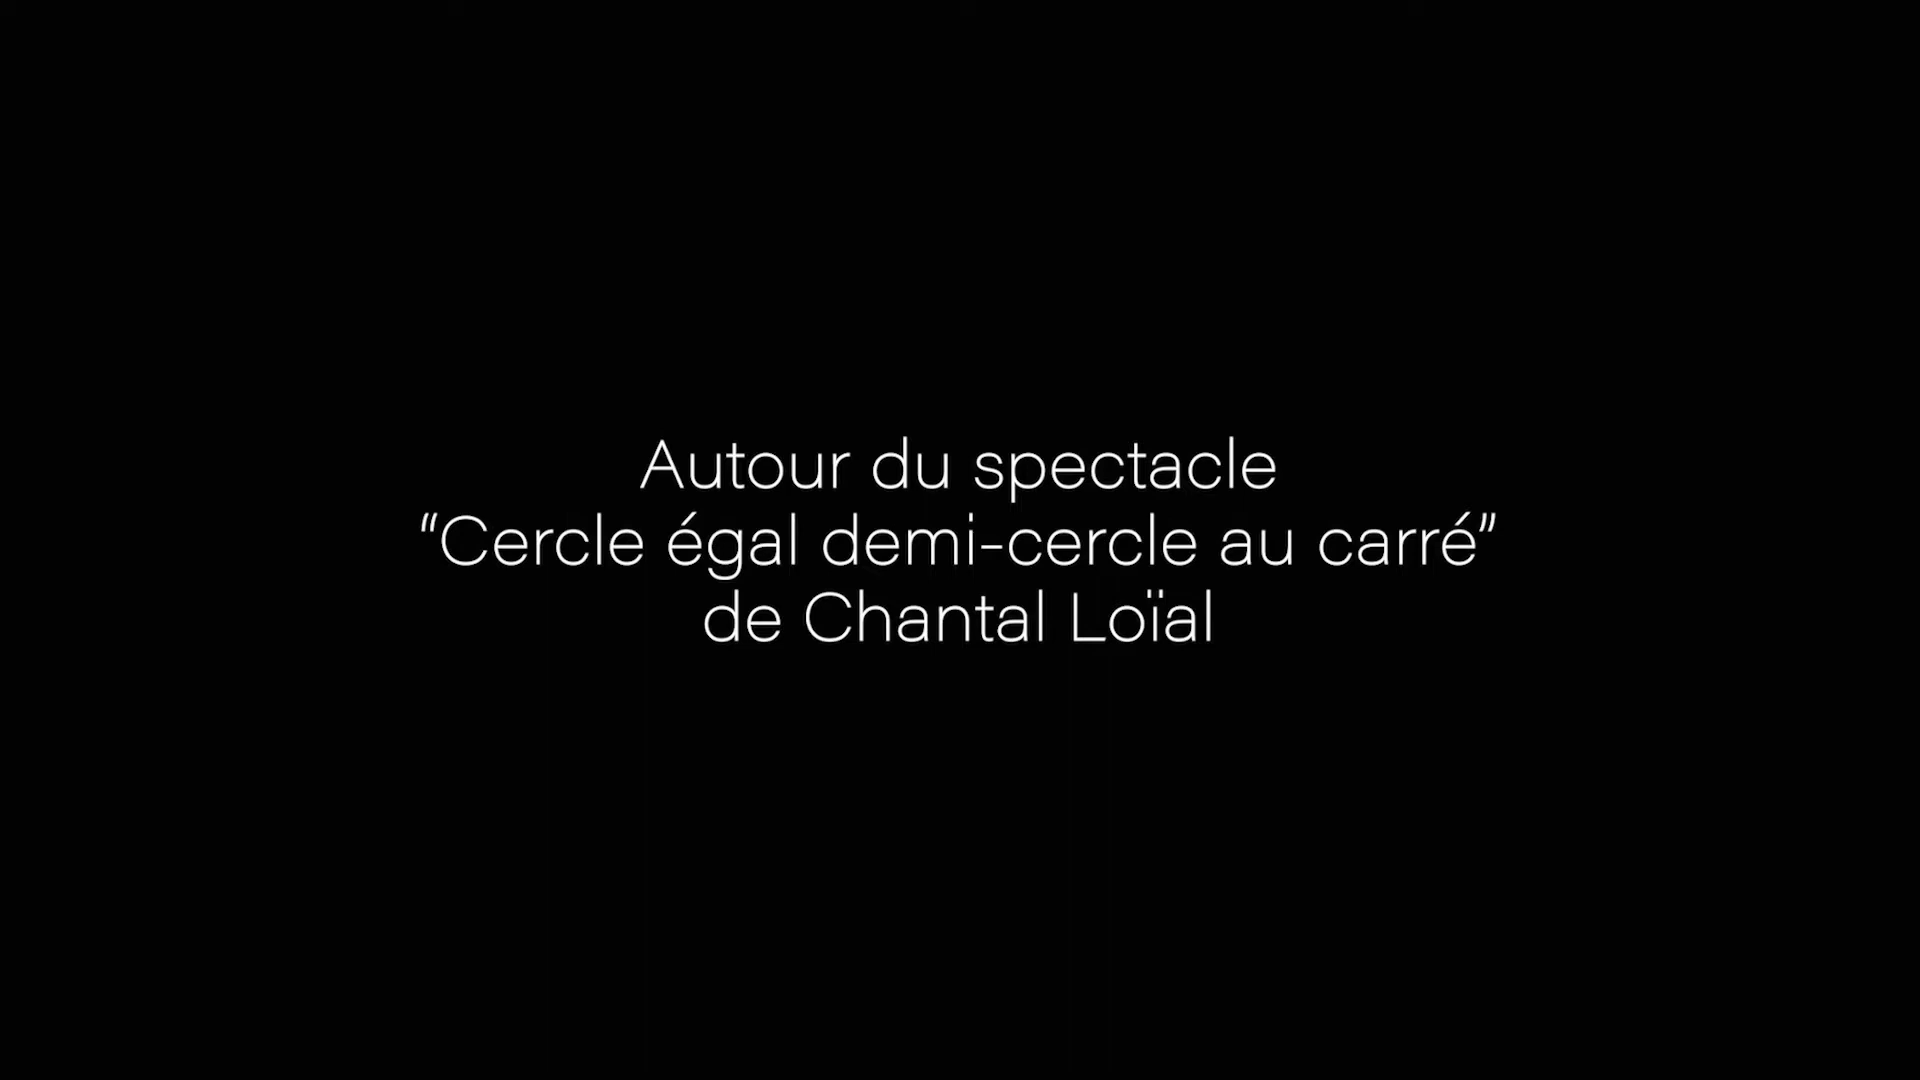 Autour du spectacle
“Cercle égal demi-cercle au carré”
de Chantal Loïal